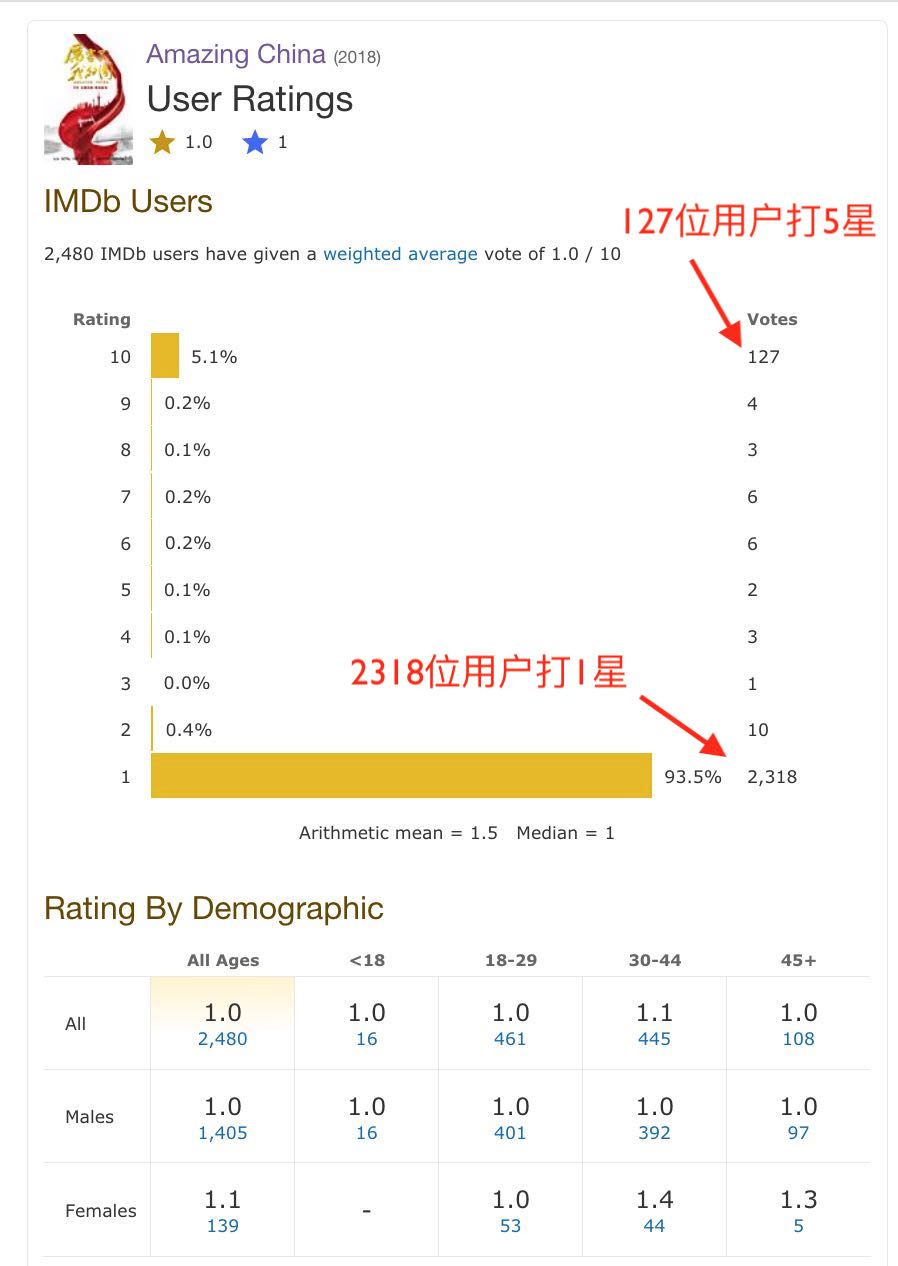 厉害了
我的国
Amazing China (2018)
User Ratings
1.0 1
IMDb Users
127位用户打5星
2,480 IMDb users have given a weighted average vote of 1.0 / 10
Rating Votes
10 5.1% 127
9 0.2% 4
8 0.1% 3
7 0.2% 6
6 0.2% 6
5 0.1% 2
4 0.1% 3
2318位用户打1星
3 0.0% 1
2 0.4% 10
1 93.5% 2,318
Arithmetic mean = 1.5 Median = 1
Rating By Demographic
All Ages <18 18-29 30-44 45+
All 1.0 1.0 1.0 1.1 1.0
2,480 16 461 445 108
Males 1.0 1.0 1.0 1.0 1.0
1,405 16 401 392 97
Females 1.1 - 1.0 1.4 1.3
139 53 44 5